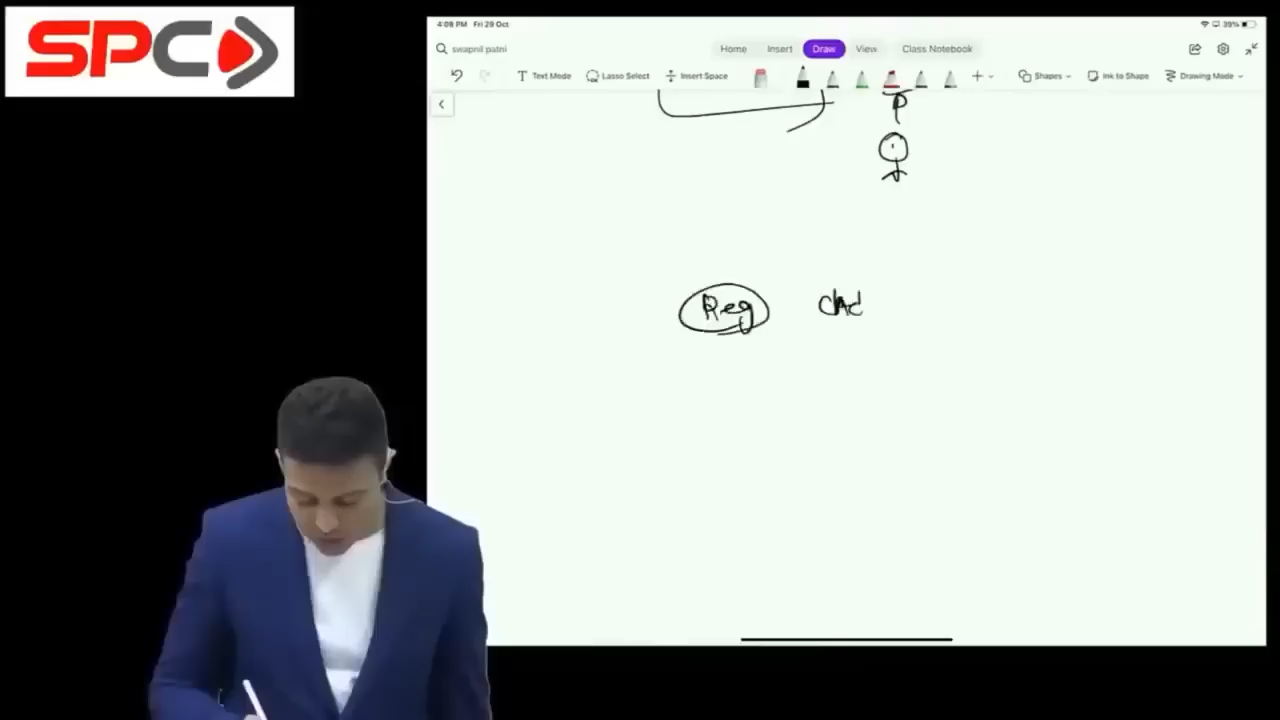 SPC
4:08 PM Fri 29 Oct
39%
swapnil patni
Home Insert Draw View Class Notebook
Text Mode Lasso Select Insert Space Shapes Ink to Shape Drawing Mode
P
Reg